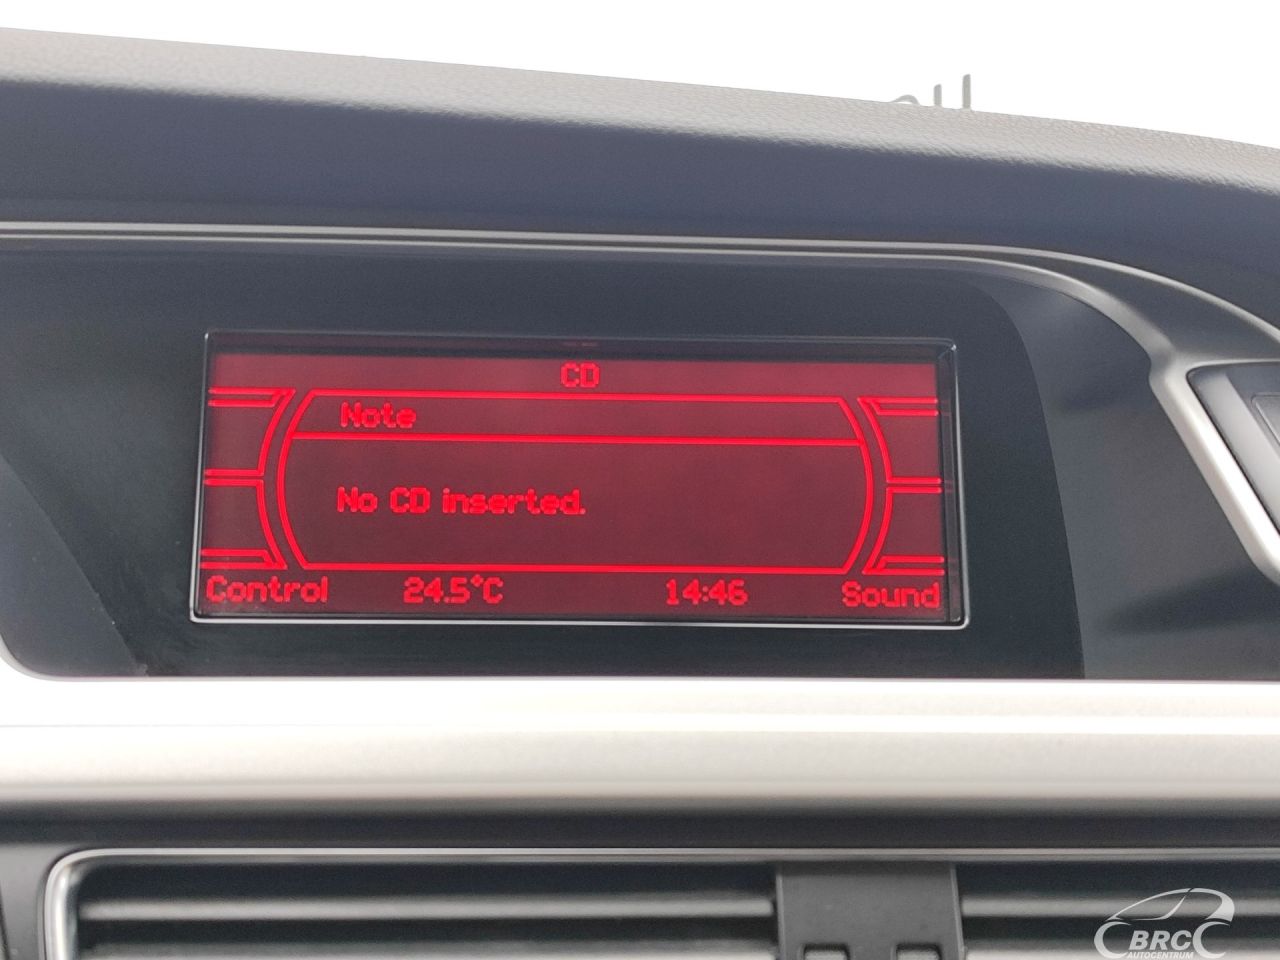 CD
Note
No CD inserted.
Control 24.5°C 14:46 Sound
BRC
AUTOCENTRUM